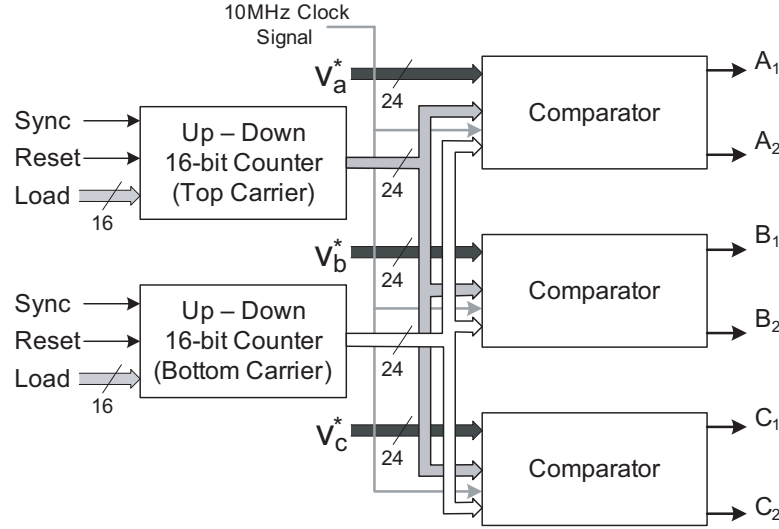 10MHz Clock
Signal
V*a
24
Comparator
A1
A2
Sync
Reset
Load
16
Up – Down
16-bit Counter
(Top Carrier)
24
V*b
24
Comparator
B1
B2
Sync
Reset
Load
16
Up – Down
16-bit Counter
(Bottom Carrier)
24
V*c
24
Comparator
C1
C2